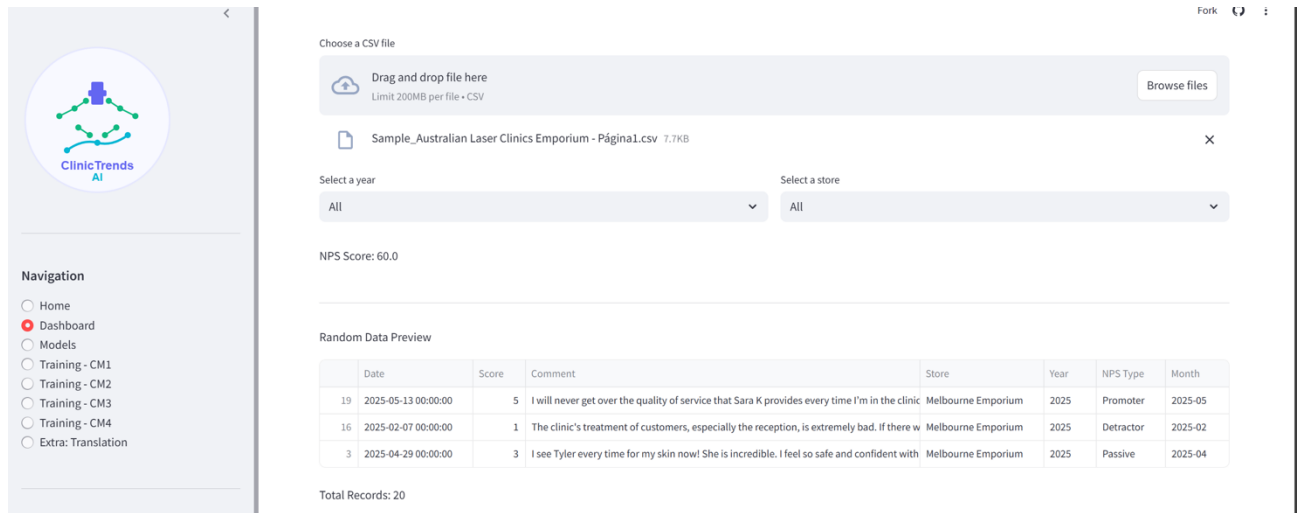 Fork
ClinicTrends
AI
Navigation
Home
Dashboard
Models
Training - CM1
Training - CM2
Training - CM3
Training - CM4
Extra: Translation
Choose a CSV file
Drag and drop file here
Limit 200MB per file • CSV
Browse files
Sample_Australian Laser Clinics Emporium - Página1.csv 7.7KB
Select a year
Select a store
All
All
NPS Score: 60.0
Random Data Preview
Date Score Comment Store Year NPS Type Month
19 2025-05-13 00:00:00 5 I will never get over the quality of service that Sara K provides every time I'm in the clinic Melbourne Emporium 2025 Promoter 2025-05
16 2025-02-07 00:00:00 1 The clinic's treatment of customers, especially the reception, is extremely bad. If there w Melbourne Emporium 2025 Detractor 2025-02
3 2025-04-29 00:00:00 3 I see Tyler every time for my skin now! She is incredible. I feel so safe and confident with Melbourne Emporium 2025 Passive 2025-04
Total Records: 20